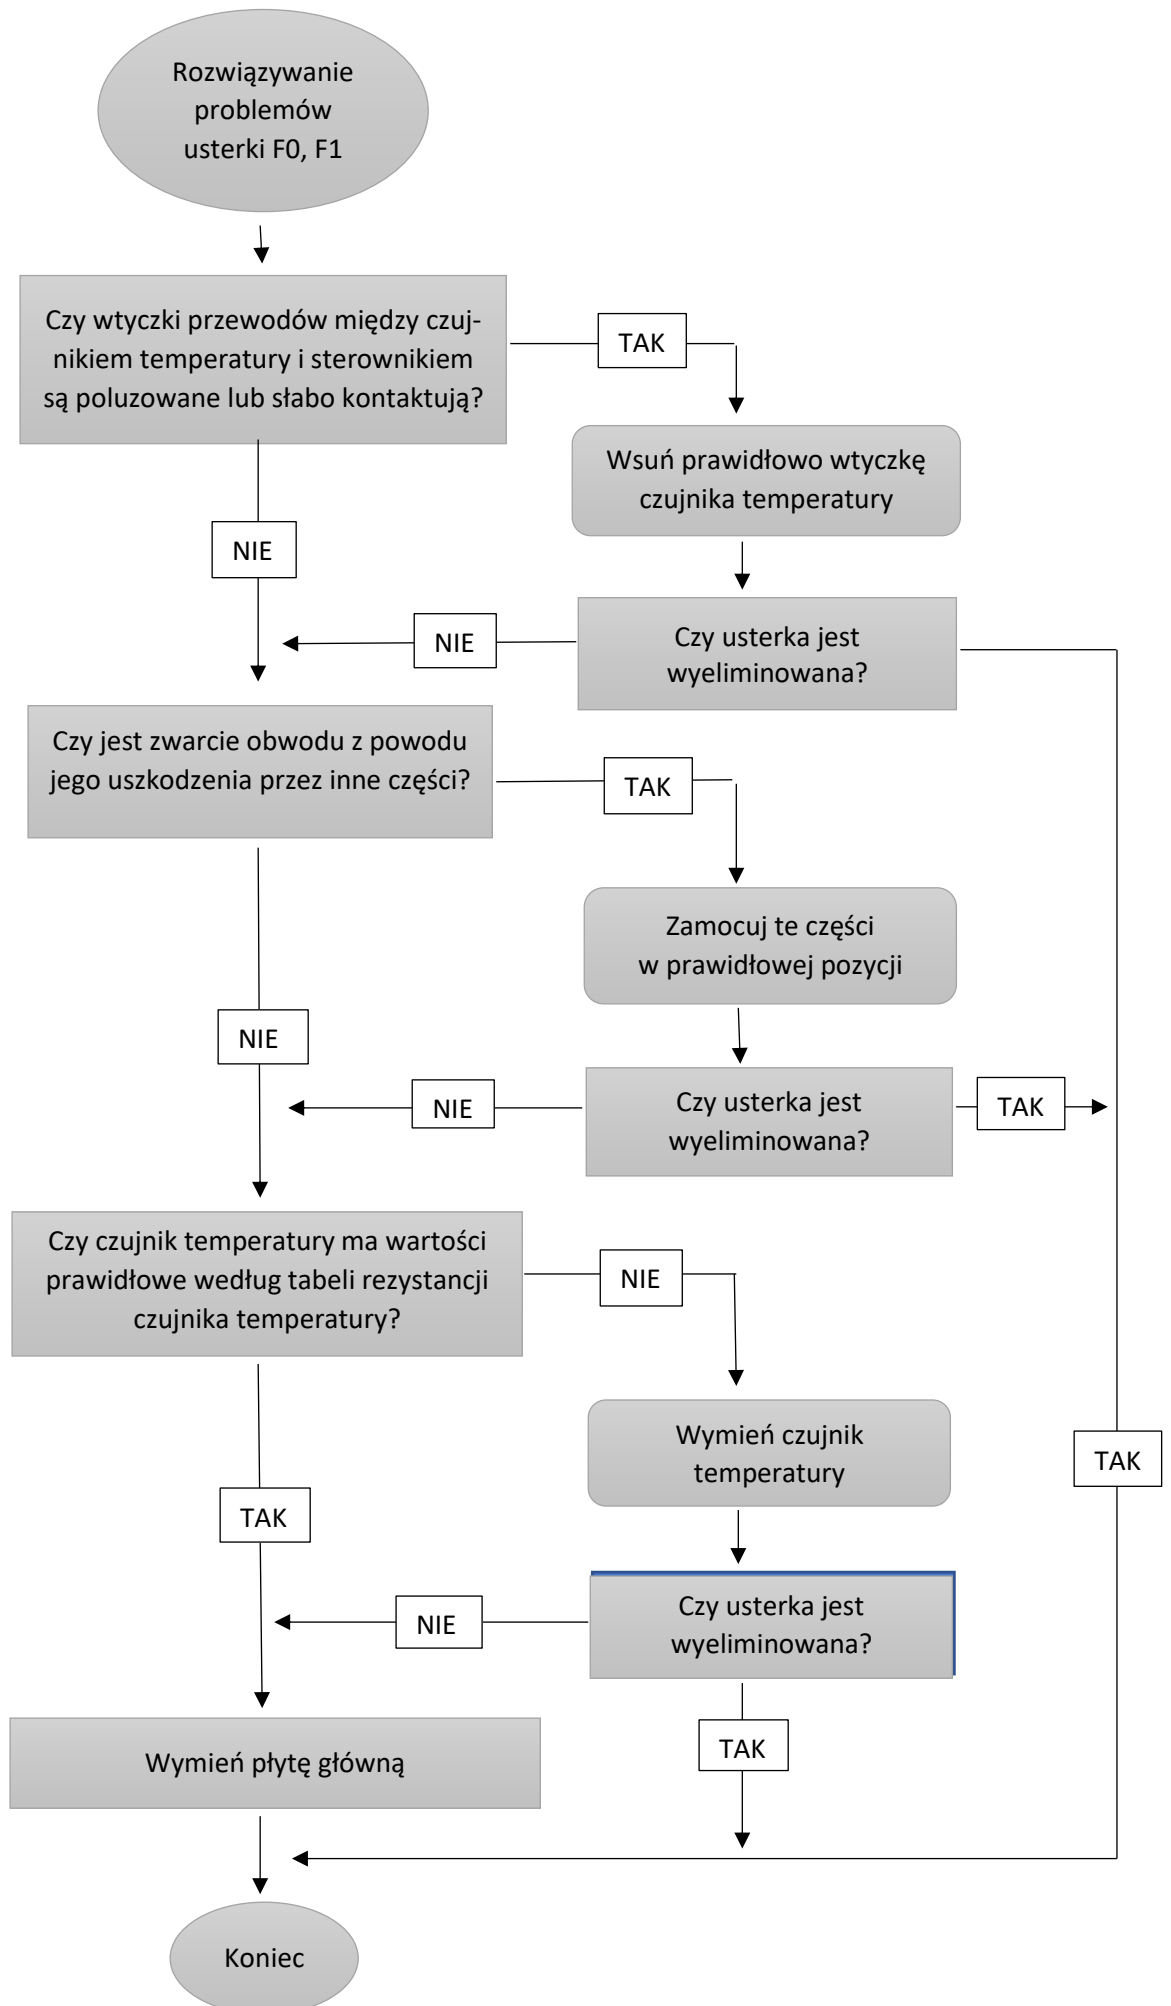 Rozwiązywanie
problemów
usterki F0, F1
Czy wtyczki przewodów między czuj-
nikiem temperatury i sterownikiem
są poluzowane lub słabo kontaktują?
TAK
Wsuń prawidłowo wtyczkę
czujnika temperatury
NIE
Czy usterka jest
wyeliminowana?
NIE
Czy jest zwarcie obwodu z powodu
jego uszkodzenia przez inne części?
TAK
Zamocuj te części
w prawidłowej pozycji
NIE
Czy usterka jest
wyeliminowana?
NIE
TAK
Czy czujnik temperatury ma wartości
prawidłowe według tabeli rezystancji
czujnika temperatury?
NIE
Wymień czujnik
temperatury
TAK
TAK
Czy usterka jest
wyeliminowana?
NIE
TAK
Wymień płytę główną
Koniec